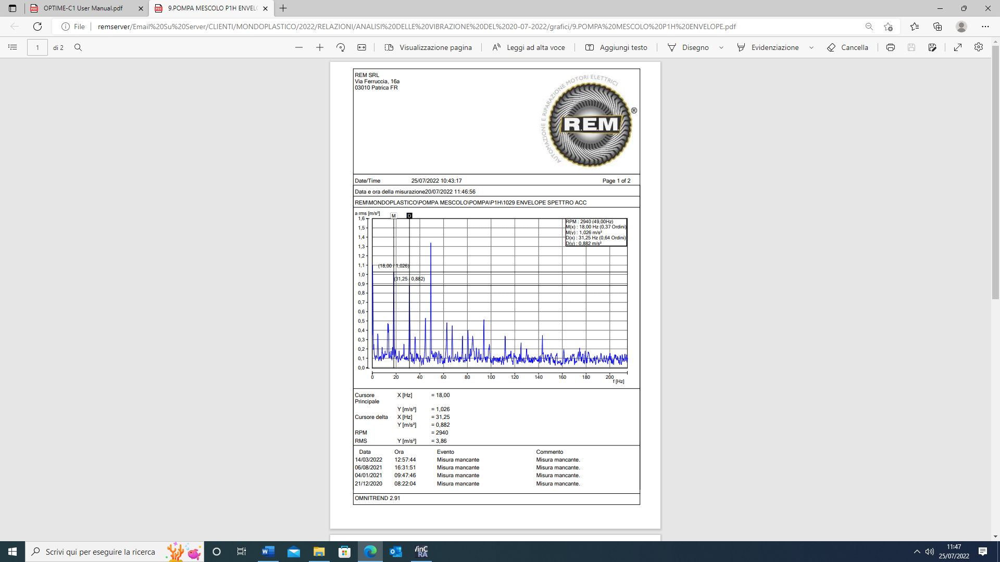 OPTIME-C1 User Manual.pdf
9.POMPA MESCOLO P1H ENVELO
File
remserver/Email%20Su%20Server/CLIENTI/MONDOPLASTICO/2022/RELAZIONI/ANALISI%20DELLE%20VIBRAZIONE%20DEL%2020-07-2022/grafici/9.POMPA%20MESCOLO%20P1H%20ENVELOPE.pdf
1 di 2
Visualizzazione pagina
Leggi ad alta voce
Aggiungi testo
Disegno
Evidenziazione
Cancella
REM SRL
Via Ferruccia, 16a
03010 Patrica FR
AUTOMAZIONE E RIPARAZIONE MOTORI ELETTRICI
R.E.M.
®
Date/Time 25/07/2022 10:43:17 Page 1 of 2
Data e ora della misurazione20/07/2022 11:46:56
REM\MONDOPLASTICO\POMPA MESCOLO\POMPA\P1H\1029 ENVELOPE SPETTRO ACC
a rms [m/s²]
M
D
RPM : 2940 (49,00Hz)
M(x) : 18,00 Hz (0,37 Ordini)
M(y) : 1,026 m/s²
D(x) : 31,25 Hz (0,64 Ordini)
D(y) : 0,882 m/s²
1,6
1,5
1,4
1,3
1,2
1,1
1,0
0,9
0,8
0,7
0,6
0,5
0,4
0,3
0,2
0,1
0,0
(18,00 / 1,026)
(31,25 / 0,882)
0 20 40 60 80 100 120 140 160 180 200
f [Hz]
Cursore Principale X [Hz] = 18,00
Y [m/s²] = 1,026
Cursore delta X [Hz] = 31,25
Y [m/s²] = 0,882
RPM = 2940
RMS Y [m/s²] = 3,86
Data Ora Evento Commento
14/03/2022 12:57:44 Misura mancante Misura mancante.
06/08/2021 16:31:51 Misura mancante Misura mancante.
04/01/2021 09:47:46 Misura mancante Misura mancante.
21/12/2020 08:22:04 Misura mancante Misura mancante.
OMNITREND 2.91
Scrivi qui per eseguire la ricerca
11:47
25/07/2022